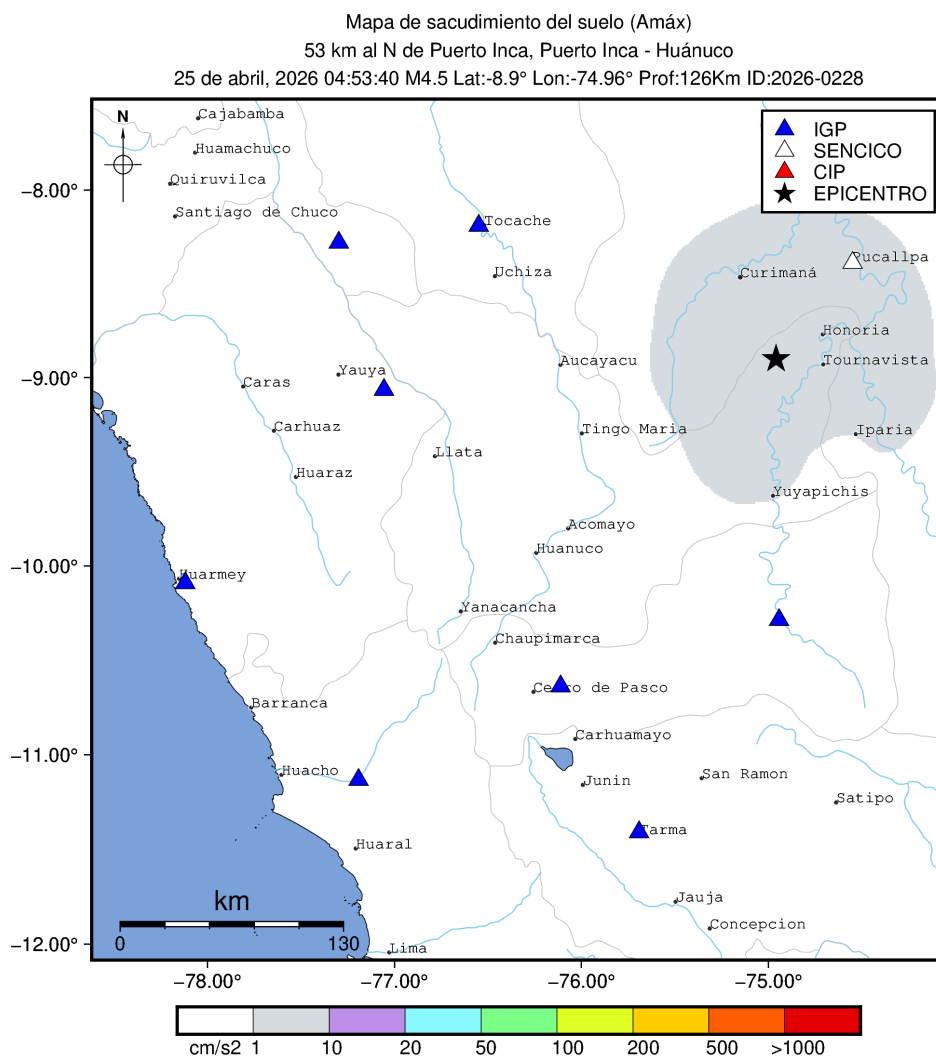 Mapa de sacudimiento del suelo (Amáx)
53 km al N de Puerto Inca, Puerto Inca - Huánuco
25 de abril, 2026 04:53:40 M4.5 Lat:-8.9° Lon:-74.96° Prof:126Km ID:2026-0228
N
IGP
SENCICO
CIP
EPICENTRO
Cajabamba
Huamachuco
Quiruvilca
−8.00°
Santiago de Chuco
Tocache
Pucallpa
Uchiza
Curimaná
Honoria
Aucayacu
Tournavista
−9.00°
Yauya
Caras
Carhuaz
Tingo Maria
Iparia
Llata
Huaraz
Yuyapichis
Acomayo
Huanuco
−10.00°
Huarmey
Yanacancha
Chaupimarca
Cerro de Pasco
Barranca
Carhuamayo
−11.00°
Huacho
Junin
San Ramon
Satipo
Tarma
Huaral
Jauja
km
Concepcion
0 130
−12.00°
Lima
−78.00° −77.00° −76.00° −75.00°
cm/s2 1 10 20 50 100 200 500 >1000